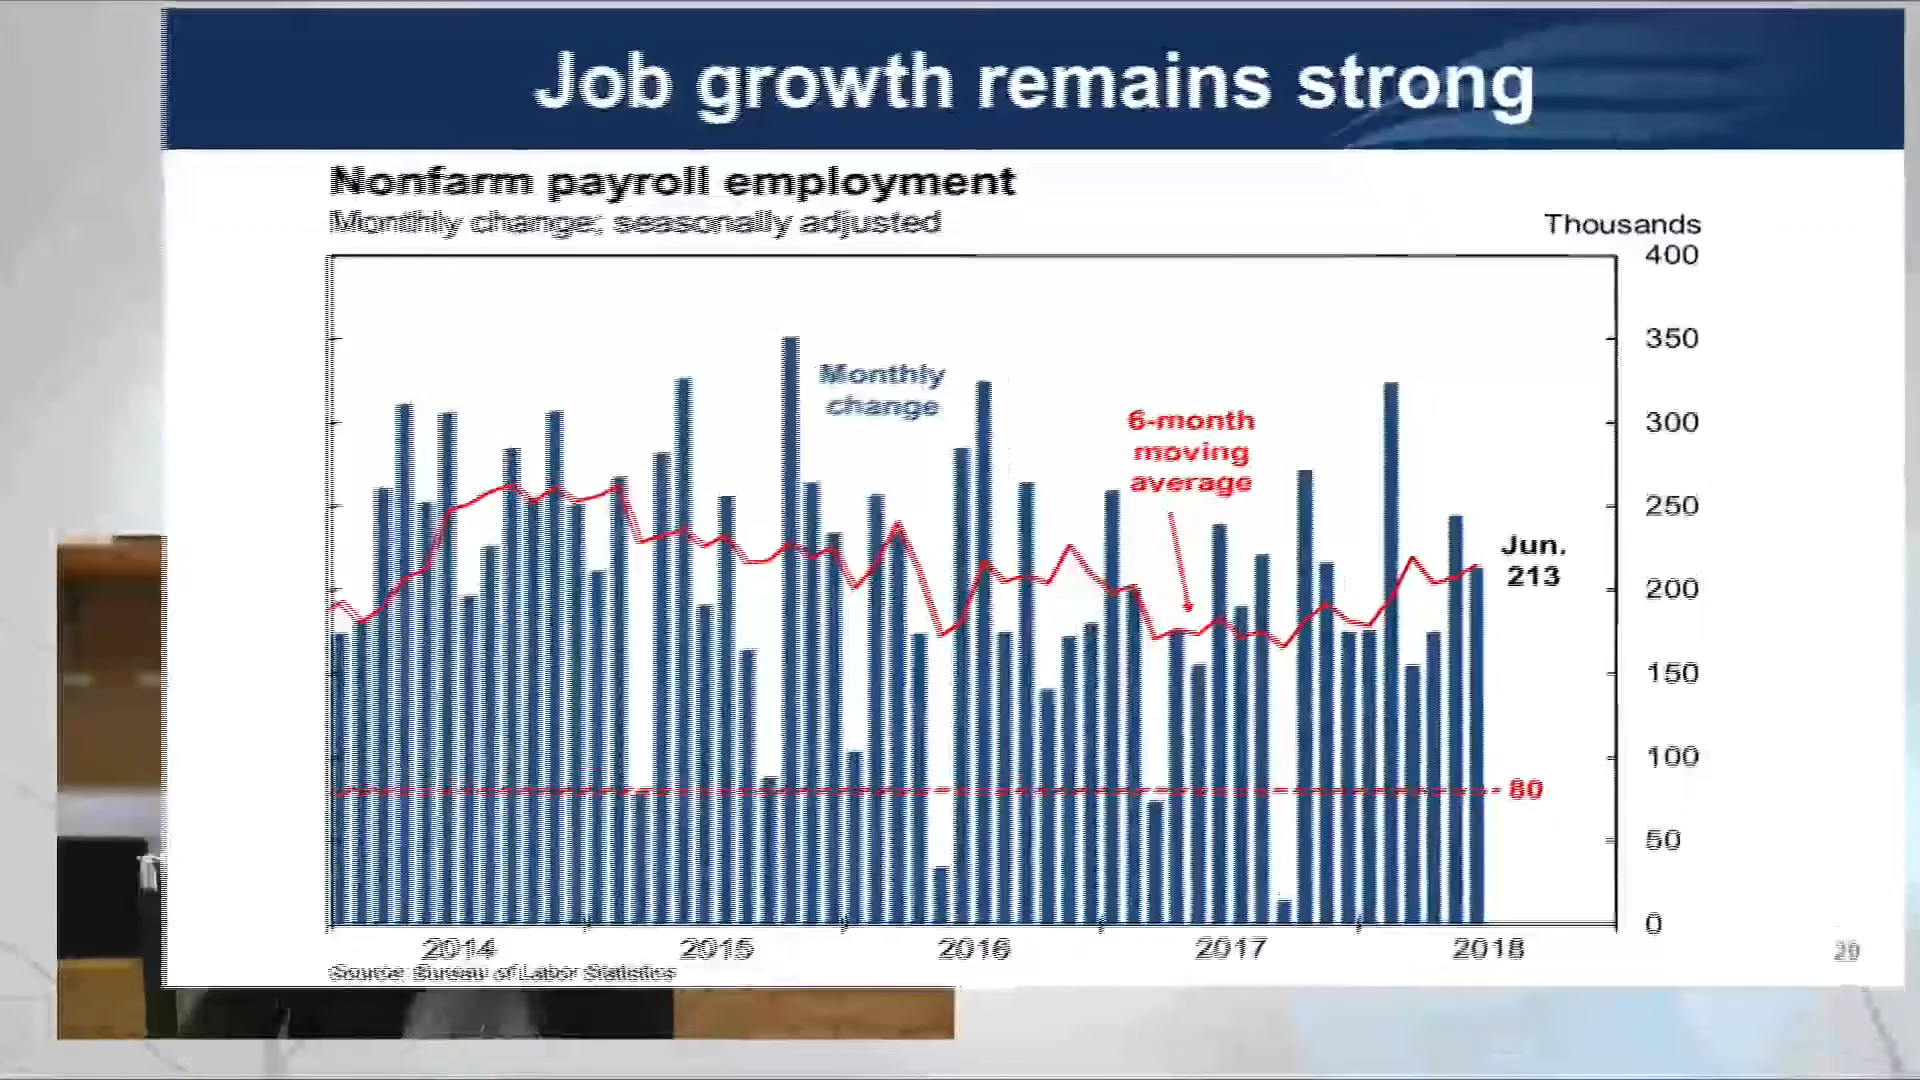 Job growth remains strong
Nonfarm payroll employment
Monthly change; seasonally adjusted
Thousands
400
350
300
250
200
150
100
50
0
Monthly
change
6-month
moving
average
Jun.
213
80
2014 2015 2016 2017 2018
Source: Bureau of Labor Statistics
20